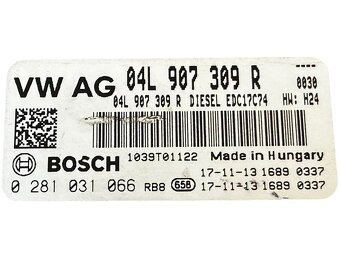 VW AG 04L 907 309 R
04L 907 309 R DIESEL EDC17C74
0030
HW: H24
BOSCH 1039T01122 Made in Hungary
17-11-13 1689 0337
0 281 031 066 RB8 65B 17-11-13 1689 0337